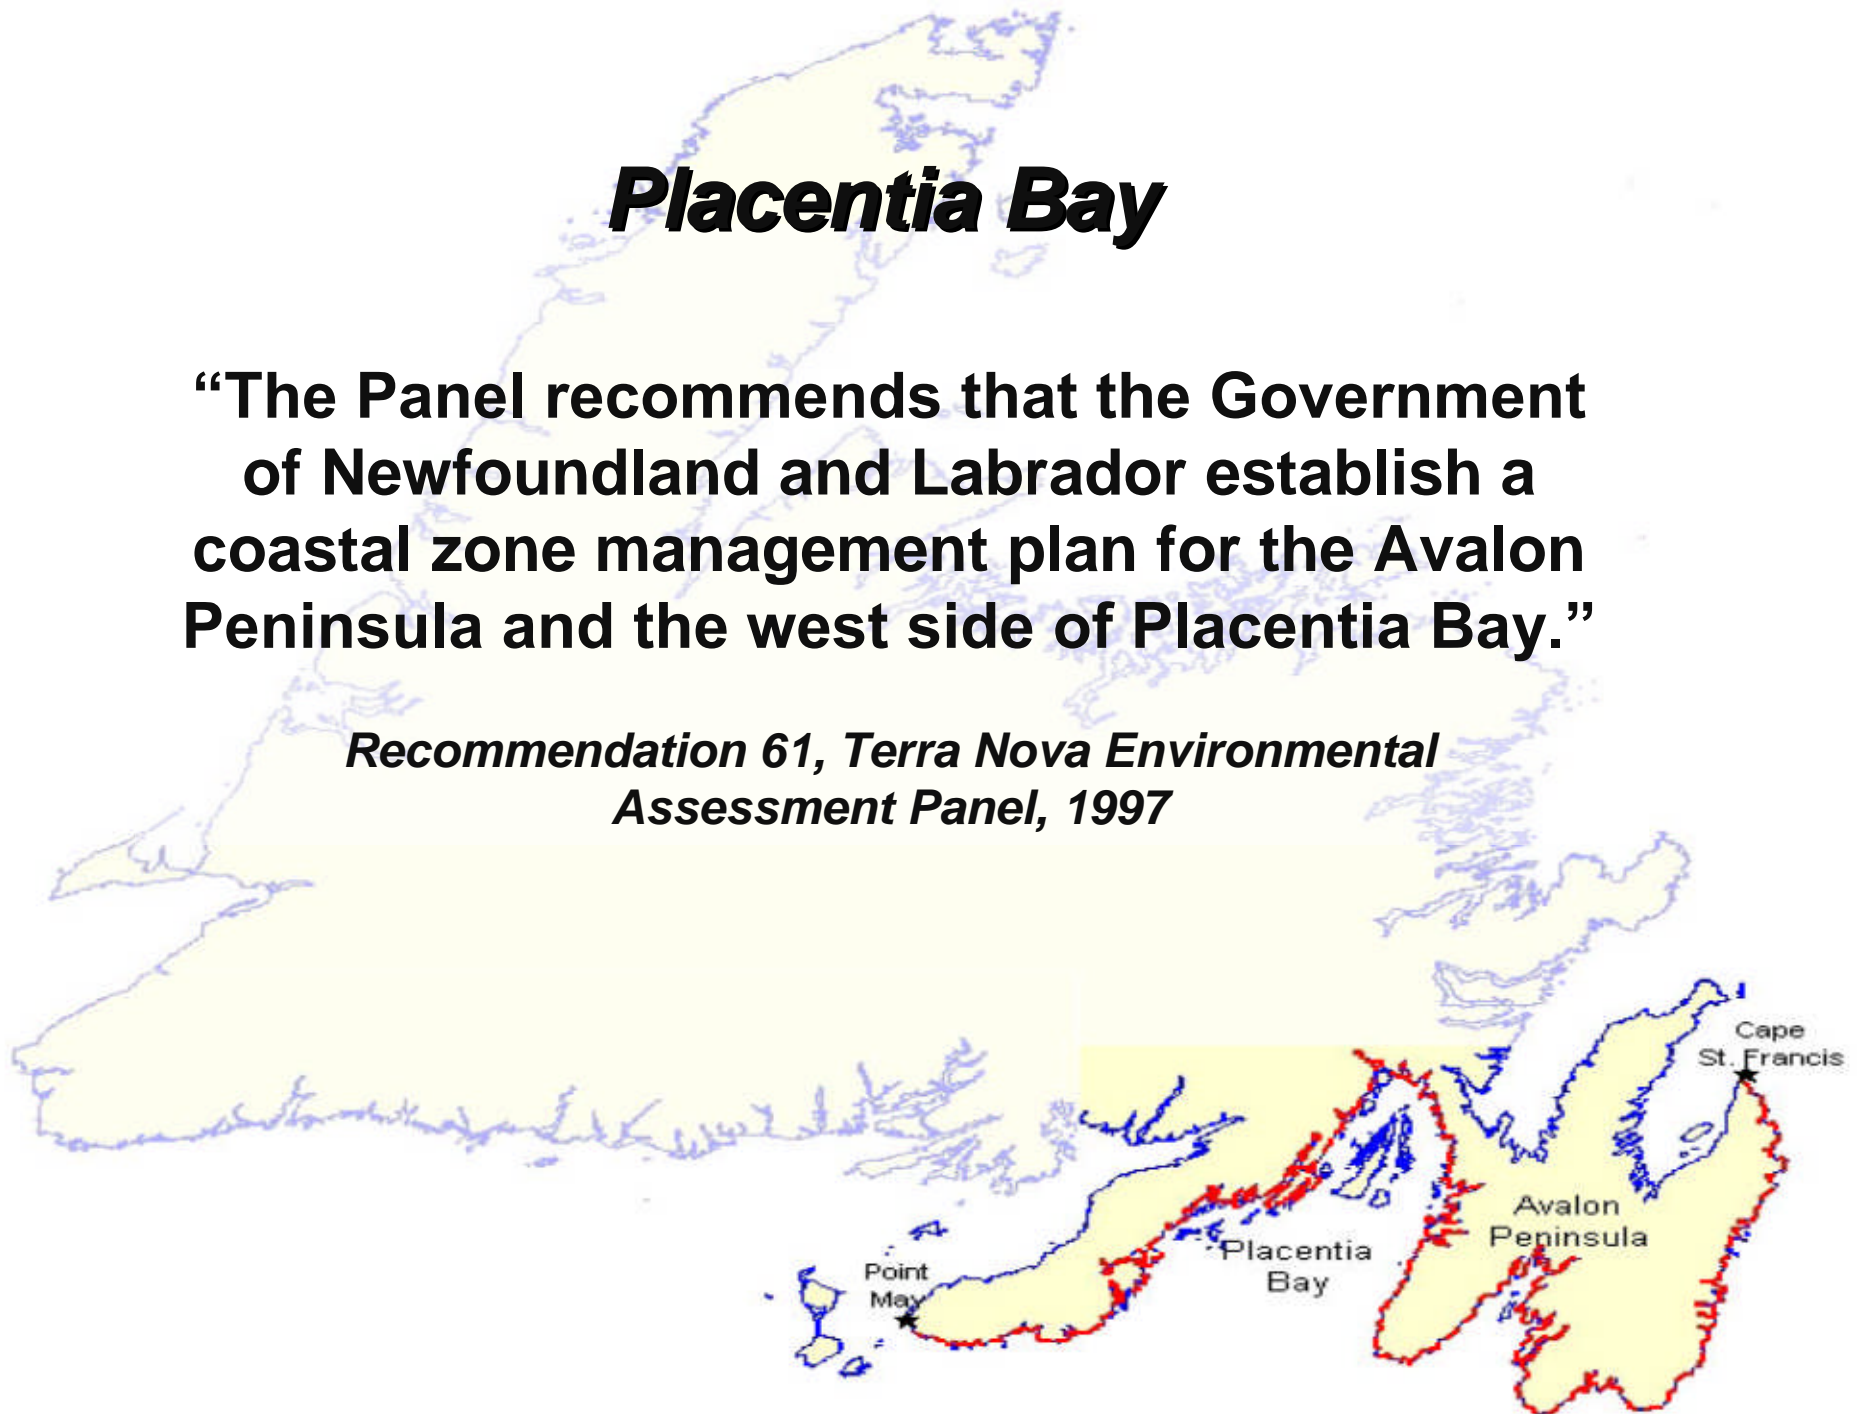 Placentia Bay
“The Panel recommends that the Government
of Newfoundland and Labrador establish a
coastal zone management plan for the Avalon
Peninsula and the west side of Placentia Bay.”
Recommendation 61, Terra Nova Environmental
Assessment Panel, 1997
Cape
St. Francis
Avalon
Peninsula
Placentia
Bay
Point
May